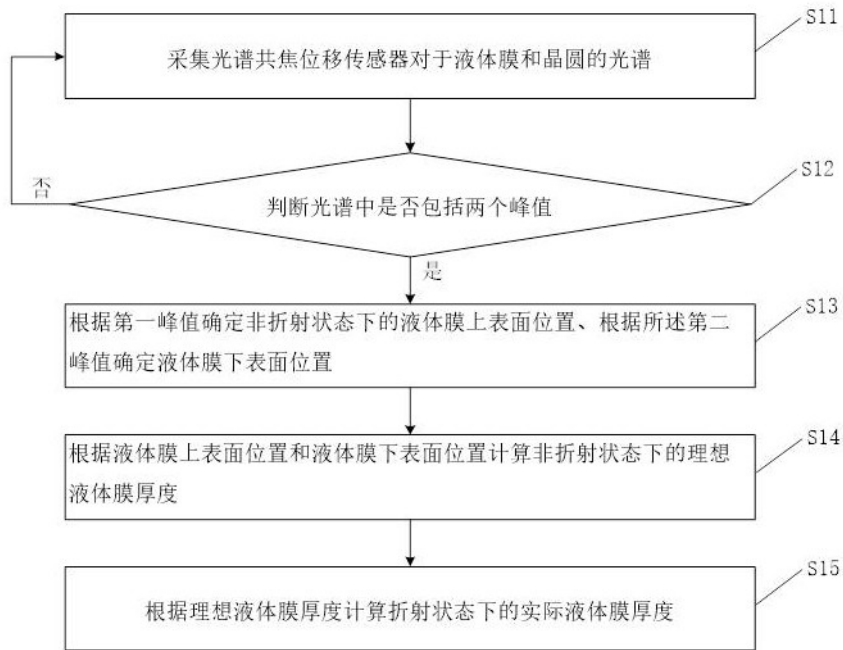 S11
采集光谱共焦位移传感器对于液体膜和晶圆的光谱
S12
否
判断光谱中是否包括两个峰值
是
S13
根据第一峰值确定非折射状态下的液体膜上表面位置、根据所述第二
峰值确定液体膜下表面位置
S14
根据液体膜上表面位置和液体膜下表面位置计算非折射状态下的理想
液体膜厚度
S15
根据理想液体膜厚度计算折射状态下的实际液体膜厚度